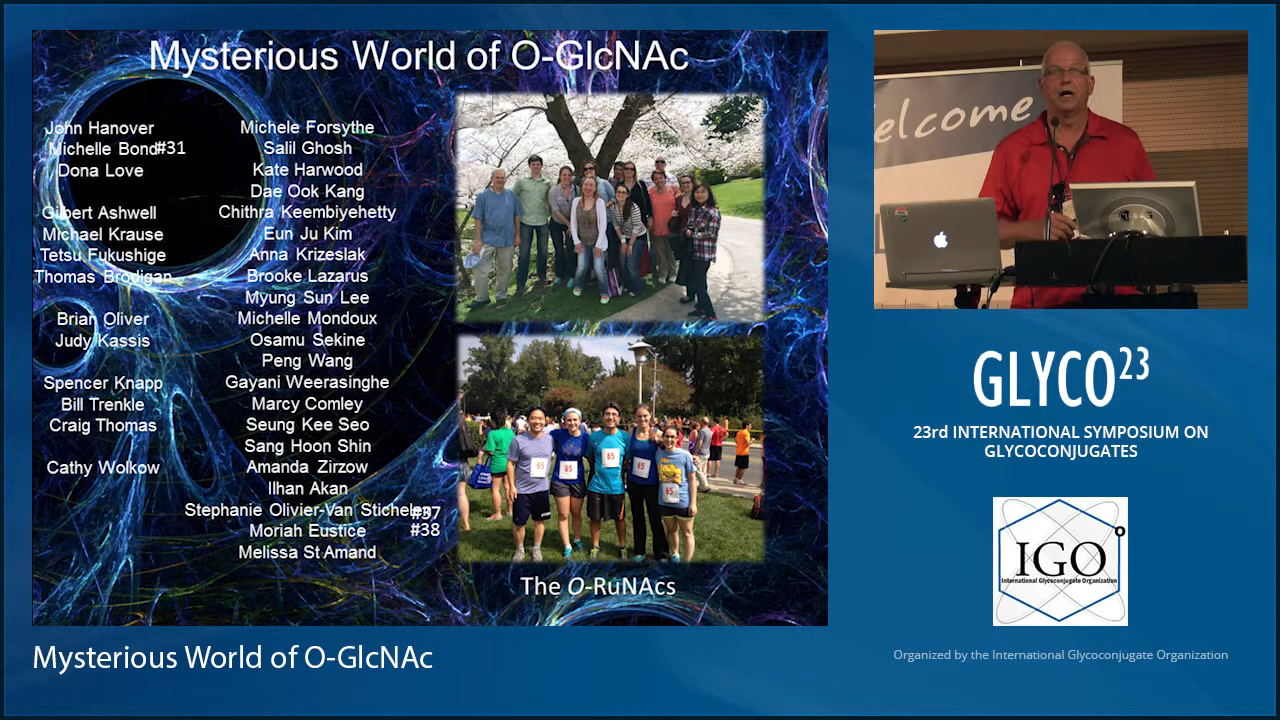 Mysterious World of O-GlcNAc
John Hanover
Michelle Bond#31
Dona Love
Gilbert Ashwell
Michael Krause
Tetsu Fukushige
Thomas Brodigan
Brian Oliver
Judy Kassis
Spencer Knapp
Bill Trenkle
Craig Thomas
Cathy Wolkow
Michele Forsythe
Salil Ghosh
Kate Harwood
Dae Ook Kang
Chithra Keembiyehetty
Eun Ju Kim
Anna Krizeslak
Brooke Lazarus
Myung Sun Lee
Michelle Mondoux
Osamu Sekine
Peng Wang
Gayani Weerasinghe
Marcy Comley
Seung Kee Seo
Sang Hoon Shin
Amanda Zirzow
Ilhan Akan
Stephanie Olivier-Van Stichelen #37
Moriah Eustice #38
Melissa St Amand
65
65
65
65
65
The O-RuNAcs
Mysterious World of O-GlcNAc
elcome
GLYCO23
23rd INTERNATIONAL SYMPOSIUM ON
GLYCOCONJUGATES
IGO
International Glycoconjugate Organization
Organized by the International Glycoconjugate Organization